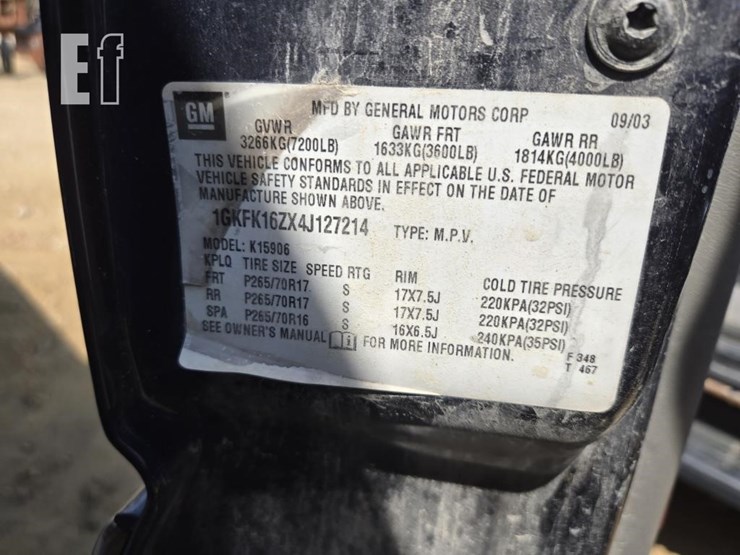 Ef
GM
MFD BY GENERAL MOTORS CORP 09/03
GVWR GAWR FRT GAWR RR
3266KG(7200LB) 1633KG(3600LB) 1814KG(4000LB)
THIS VEHICLE CONFORMS TO ALL APPLICABLE U.S. FEDERAL MOTOR
VEHICLE SAFETY STANDARDS IN EFFECT ON THE DATE OF
MANUFACTURE SHOWN ABOVE.
1GKFK16ZX4J127214 TYPE: M.P.V.
MODEL: K15906
KPLQ TIRE SIZE SPEED RTG RIM COLD TIRE PRESSURE
FRT P265/70R17 S 17X7.5J 220KPA(32PSI)
RR P265/70R17 S 17X7.5J 220KPA(32PSI)
SPA P265/70R16 S 16X6.5J 240KPA(35PSI)
SEE OWNER'S MANUAL FOR MORE INFORMATION.
F 348
T 467